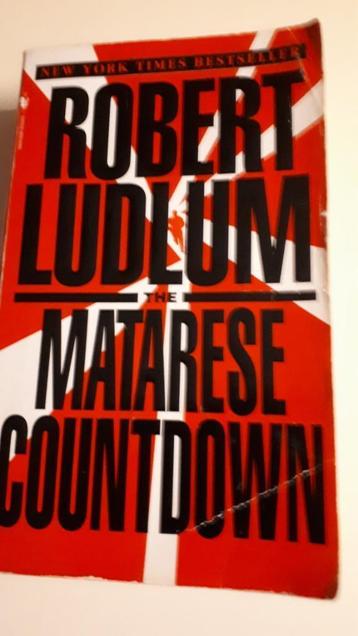 NEW YORK TIMES BESTSELLER
ROBERT
LUDLUM
THE
MATARESE
COUNTDOWN